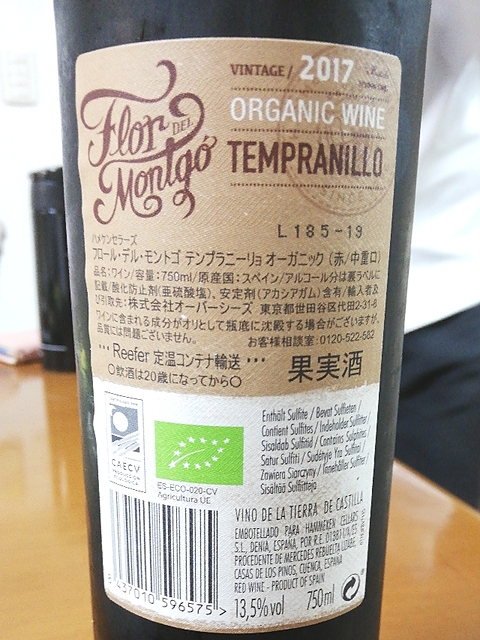 Flor
DEL
Montgó
VINTAGE / 2017
ORGANIC WINE
TEMPRANILLO
L185-19
ハメケンセラーズ
フロール・デル・モントゴ テンプラニーリョ オーガニック (赤/中重口)
品名:ワイン/容量:750ml/原産国:スペイン/アルコール分は裏ラベルに
記載/酸化防止剤(亜硫酸塩)、安定剤(アカシアガム)含有/輸入者及
び引取先:株式会社オーバーシーズ 東京都世田谷区代田2-31-8
ワインに含まれる成分がオリとして瓶底に沈殿する場合がございますが、
品質には問題ございません。 お客様相談室:0120-522-582
••• Reefer 定温コンテナ輸送 •••
〇飲酒は20歳になってから〇
果実酒
CAECV
ES-ECO-020-CV
Agricultura UE
Enthält Sulfite / Bevat Sulfieten /
Contient Sulfites / Indeholder Sulfitter /
Sisaldab Sulfitid / Contains Sulphites /
Satur Sulfiti / Sudėtyje Yra Sulfitai /
Zawiera Siarczyny / Innehåller Sulfiter /
Sisältää Sulfiitteja
VINO DE LA TIERRA DE CASTILLA
EMBOTELLADO PARA HAMMEKEN CELLARS
S.L., DENIA, ESPAÑA, POR R.E.
PROCEDENTE DE MERCEDES REBUELTA
CASAS DE LOS PINOS, CUENCA, ESPAÑA
RED WINE - PRODUCT OF SPAIN
8 437010 596575 >
13,5%vol 750ml